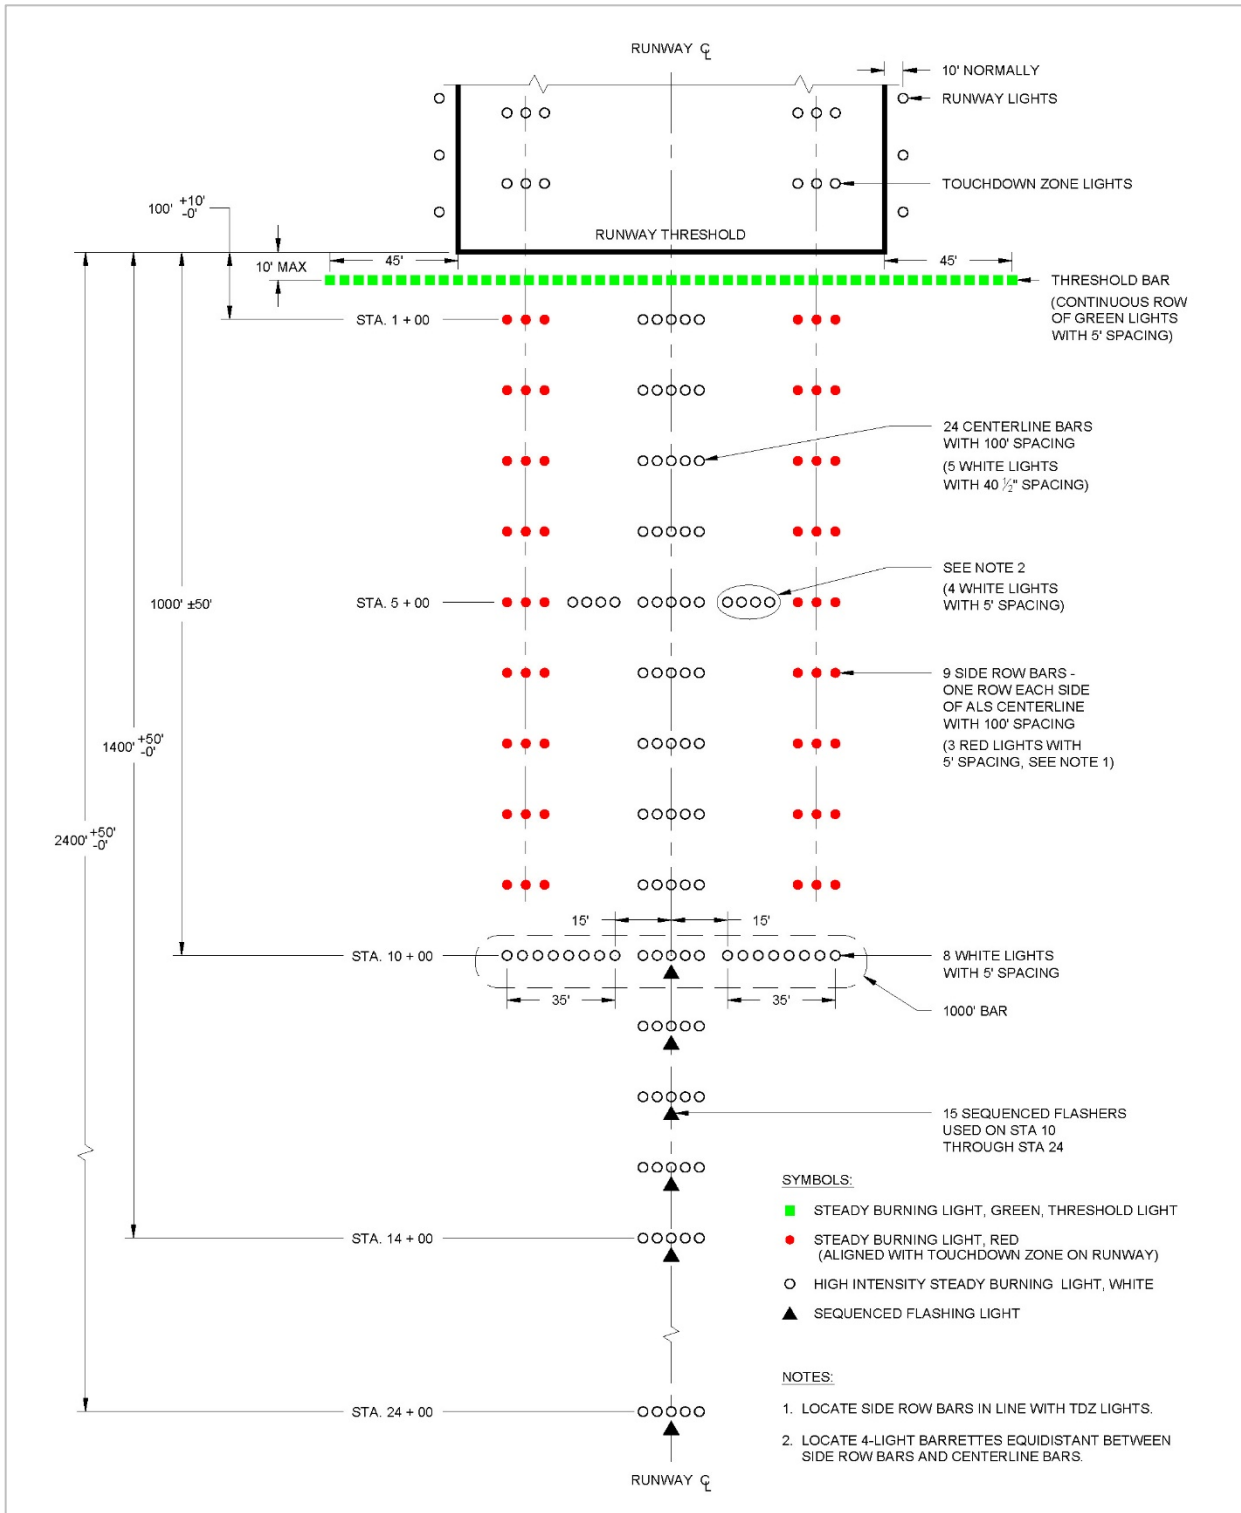 RUNWAY ℄
10' NORMALLY
RUNWAY LIGHTS
TOUCHDOWN ZONE LIGHTS
100' +10' -0'
RUNWAY THRESHOLD
10' MAX
45'
45'
THRESHOLD BAR
(CONTINUOUS ROW
OF GREEN LIGHTS
WITH 5' SPACING)
STA. 1 + 00
24 CENTERLINE BARS
WITH 100' SPACING
(5 WHITE LIGHTS
WITH 40 ½" SPACING)
SEE NOTE 2
(4 WHITE LIGHTS
WITH 5' SPACING)
1000' ±50'
STA. 5 + 00
9 SIDE ROW BARS -
ONE ROW EACH SIDE
OF ALS CENTERLINE
WITH 100' SPACING
(3 RED LIGHTS WITH
5' SPACING, SEE NOTE 1)
1400' +50' -0'
2400' +50' -0'
15'
15'
STA. 10 + 00
8 WHITE LIGHTS
WITH 5' SPACING
35'
35'
1000' BAR
15 SEQUENCED FLASHERS
USED ON STA 10
THROUGH STA 24
SYMBOLS:
STEADY BURNING LIGHT, GREEN, THRESHOLD LIGHT
STEADY BURNING LIGHT, RED
(ALIGNED WITH TOUCHDOWN ZONE ON RUNWAY)
HIGH INTENSITY STEADY BURNING LIGHT, WHITE
SEQUENCED FLASHING LIGHT
STA. 14 + 00
NOTES:
1. LOCATE SIDE ROW BARS IN LINE WITH TDZ LIGHTS.
2. LOCATE 4-LIGHT BARRETTES EQUIDISTANT BETWEEN
SIDE ROW BARS AND CENTERLINE BARS.
STA. 24 + 00
RUNWAY ℄